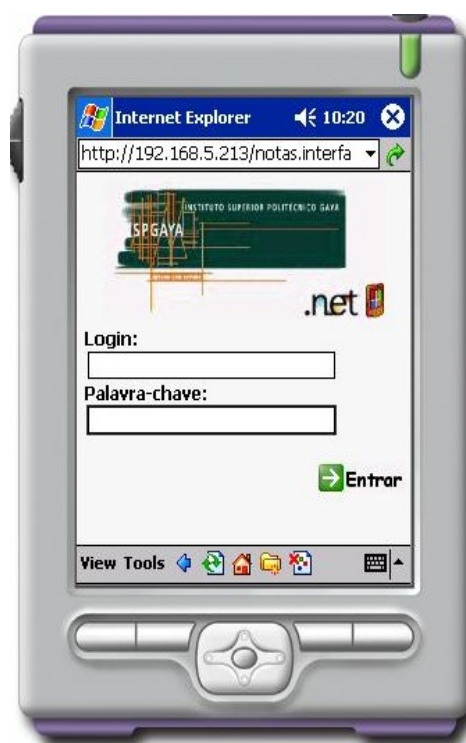 Internet Explorer 10:20
http://192.168.5.213/notas.interfa
INSTITUTO SUPERIOR POLITÉCNICO GAYA
ISPGAYA
.net
Login:
Palavra-chave:
Entrar
View Tools